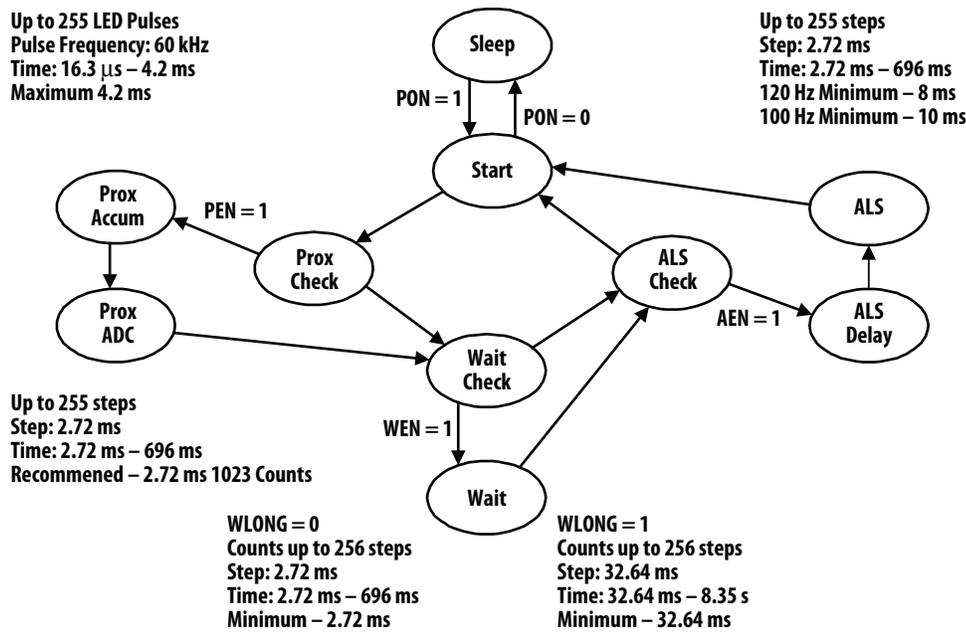 Up to 255 LED Pulses
Pulse Frequency: 60 kHz
Time: 16.3 μs – 4.2 ms
Maximum 4.2 ms
Sleep
Up to 255 steps
Step: 2.72 ms
Time: 2.72 ms – 696 ms
120 Hz Minimum – 8 ms
100 Hz Minimum – 10 ms
PON = 1
PON = 0
Start
Prox
Accum
PEN = 1
Prox
Check
ALS
Check
ALS
Prox
ADC
AEN = 1
ALS
Delay
Wait
Check
Up to 255 steps
Step: 2.72 ms
Time: 2.72 ms – 696 ms
Recommened – 2.72 ms 1023 Counts
WEN = 1
Wait
WLONG = 0
Counts up to 256 steps
Step: 2.72 ms
Time: 2.72 ms – 696 ms
Minimum – 2.72 ms
WLONG = 1
Counts up to 256 steps
Step: 32.64 ms
Time: 32.64 ms – 8.35 s
Minimum – 32.64 ms